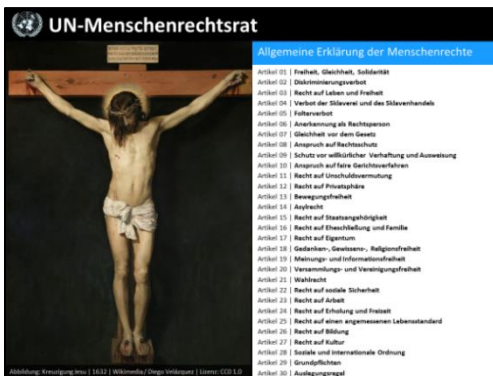 UN-Menschenrechtsrat
Allgemeine Erklärung der Menschenrechte
Artikel 01 | Freiheit, Gleichheit, Solidarität
Artikel 02 | Diskriminierungsverbot
Artikel 03 | Recht auf Leben und Freiheit
Artikel 04 | Verbot der Sklaverei und des Sklavenhandels
Artikel 05 | Folterverbot
Artikel 06 | Anerkennung als Rechtsperson
Artikel 07 | Gleichheit vor dem Gesetz
Artikel 08 | Anspruch auf Rechtsschutz
Artikel 09 | Schutz vor willkürlicher Verhaftung und Ausweisung
Artikel 10 | Anspruch auf faire Gerichtsverfahren
Artikel 11 | Recht auf Unschuldsvermutung
Artikel 12 | Recht auf Privatsphäre
Artikel 13 | Bewegungsfreiheit
Artikel 14 | Asylrecht
Artikel 15 | Recht auf Staatsangehörigkeit
Artikel 16 | Recht auf Eheschließung und Familie
Artikel 17 | Recht auf Eigentum
Artikel 18 | Gedanken-, Gewissens-, Religionsfreiheit
Artikel 19 | Meinungs- und Informationsfreiheit
Artikel 20 | Versammlungs- und Vereinigungsfreiheit
Artikel 21 | Wahlrecht
Artikel 22 | Recht auf soziale Sicherheit
Artikel 23 | Recht auf Arbeit
Artikel 24 | Recht auf Erholung und Freizeit
Artikel 25 | Recht auf einen angemessenen Lebensstandard
Artikel 26 | Recht auf Bildung
Artikel 27 | Recht auf Kultur
Artikel 28 | Soziale und internationale Ordnung
Artikel 29 | Grundpflichten
Artikel 30 | Auslegungsregel
Abbildung: Kreuzigung Jesu | 1632 | Wikimedia/ Diego Velázquez | Lizenz: CC0 1.0